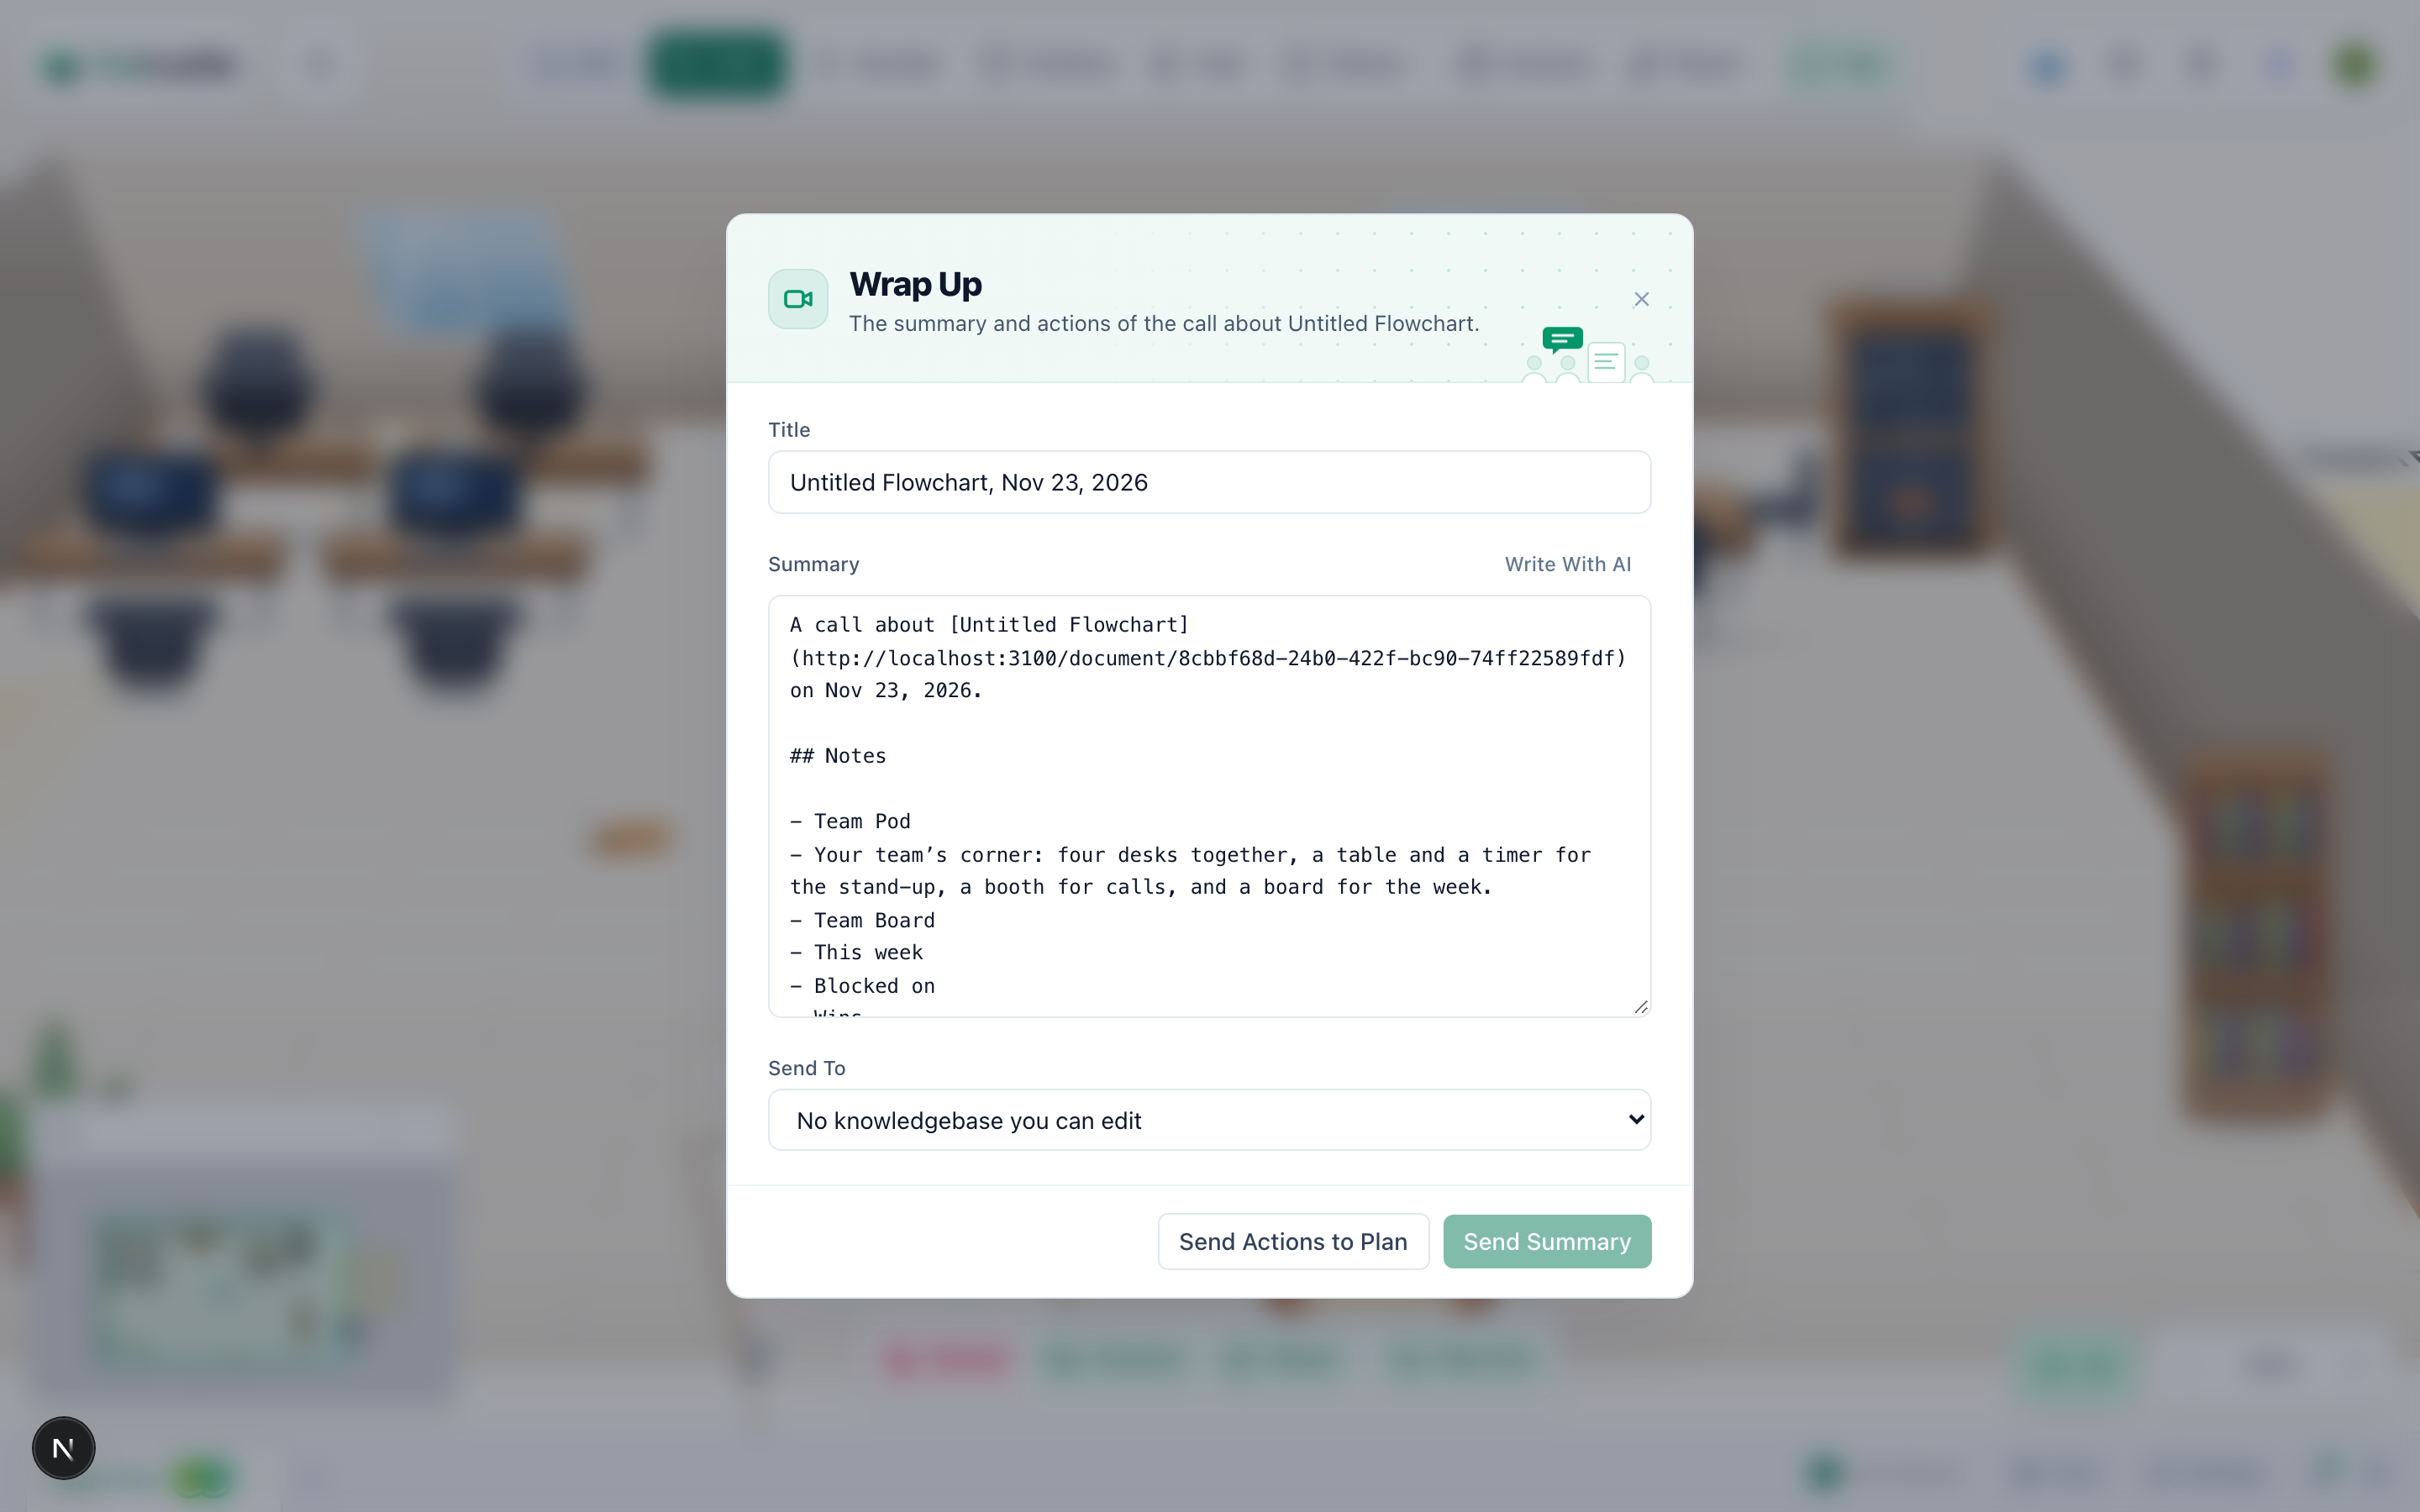 Wrap Up
The summary and actions of the call about Untitled Flowchart.
Title
Untitled Flowchart, Nov 23, 2026
Summary
Write With AI
A call about [Untitled Flowchart]
(http://localhost:3100/document/8cbbf68d-24b0-422f-bc90-74ff22589fdf)
on Nov 23, 2026.
## Notes
- Team Pod
- Your team’s corner: four desks together, a table and a timer for
the stand-up, a booth for calls, and a board for the week.
- Team Board
- This week
- Blocked on
Send To
No knowledgebase you can edit
Send Actions to Plan
Send Summary
N